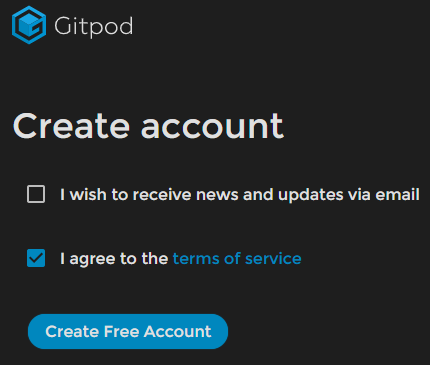 Gitpod
Create account
I wish to receive news and updates via email
I agree to the terms of service
Create Free Account